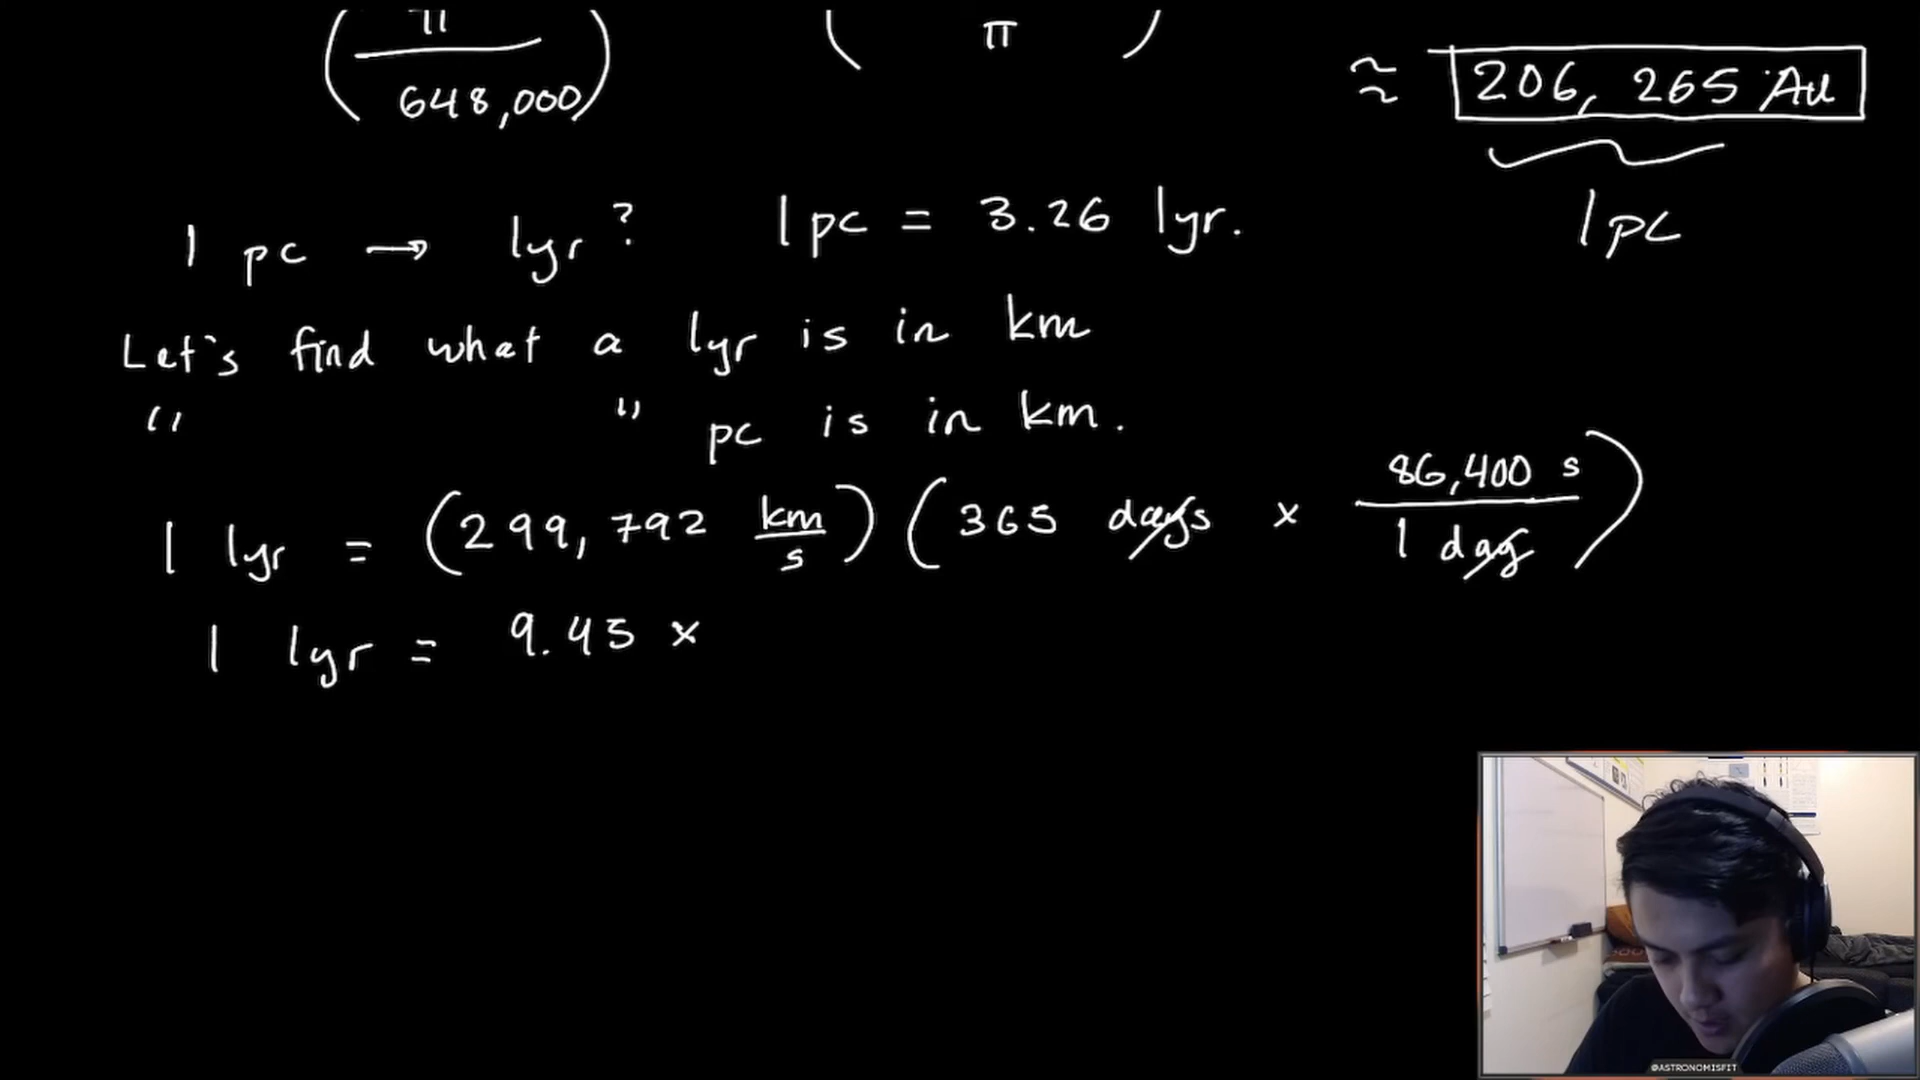 π
648,000
π
≈ 206, 265 AU
1 pc
1 pc → lyr? 1 pc = 3.26 lyr.
Let's find what a lyr is in km
" " pc is in km.
1 lyr = (299, 792 km/s) (365 days × 86,400 s / 1 day)
1 lyr = 9.45 ×
@ASTRONOMISFIT